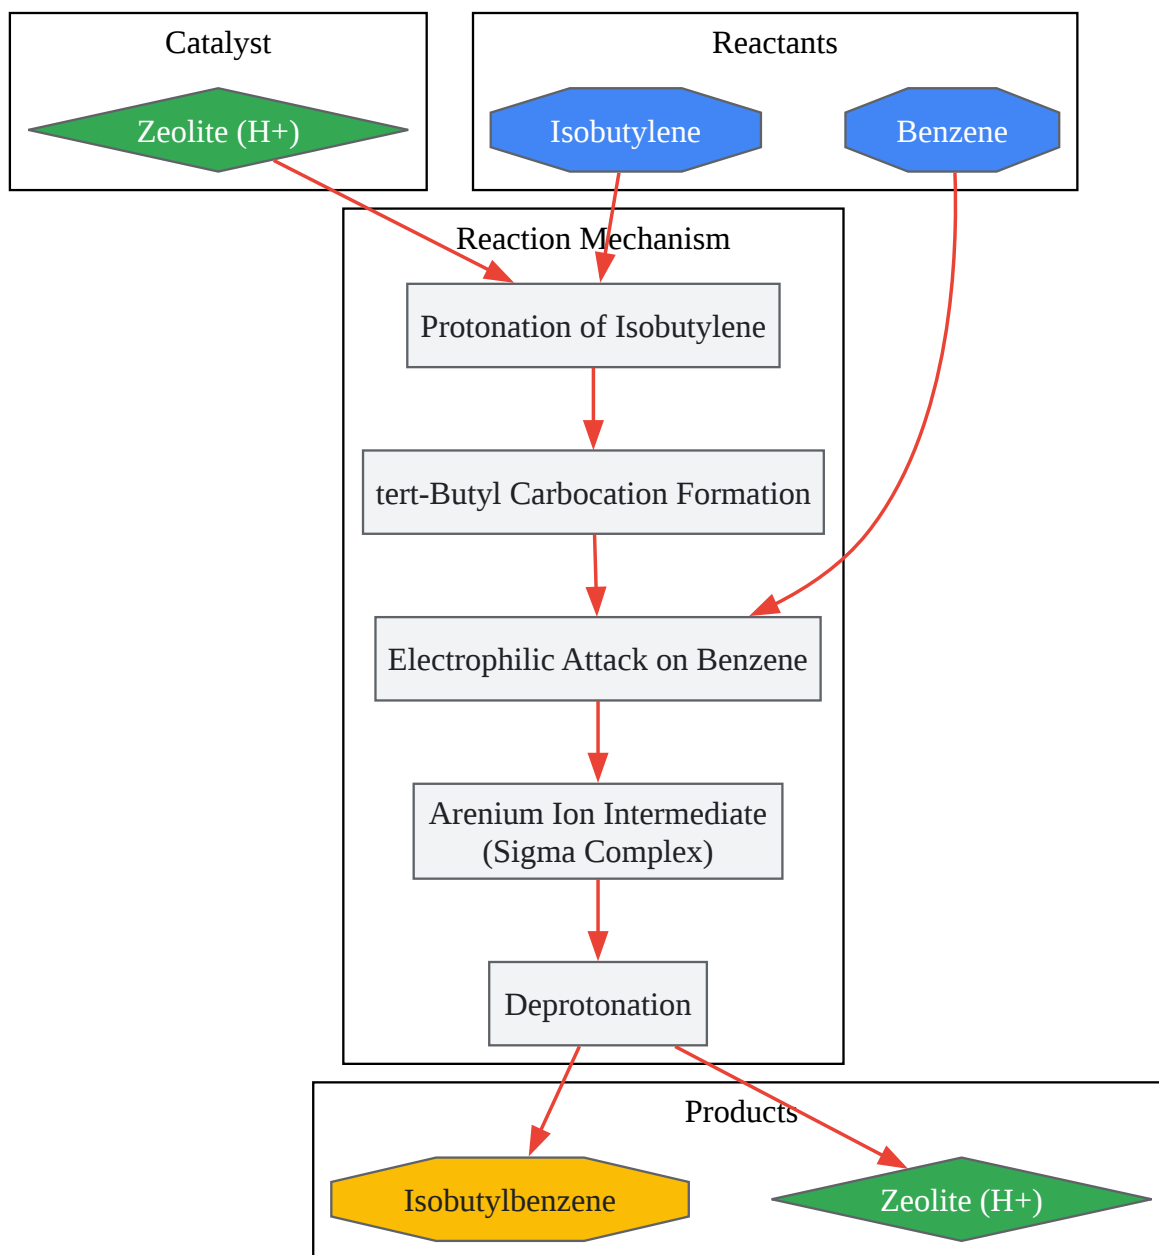 Catalyst
Reactants
Zeolite (H+)
Isobutylene
Benzene
Reaction Mechanism
Protonation of Isobutylene
tert-Butyl Carbocation Formation
Electrophilic Attack on Benzene
Arenium Ion Intermediate
(Sigma Complex)
Deprotonation
Products
Isobutylbenzene
Zeolite (H+)